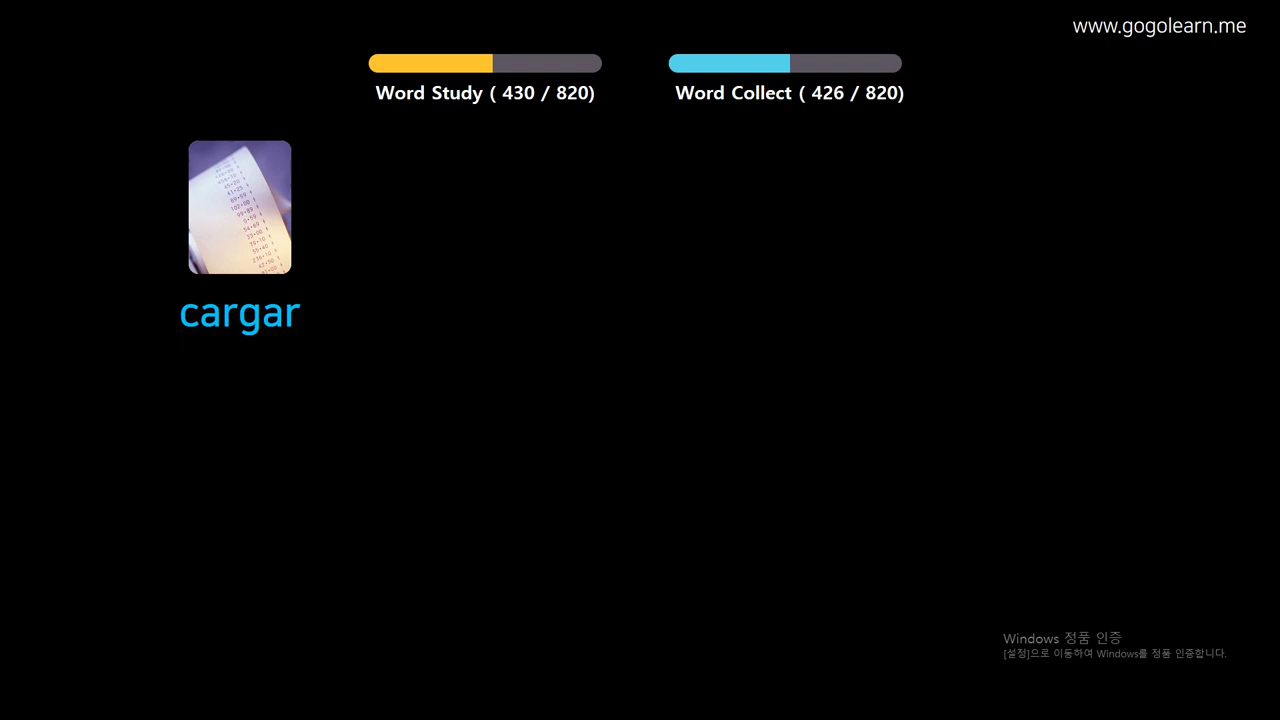 www.gogolearn.me
Word Study ( 430 / 820)
Word Collect ( 426 / 820)
cargar
Windows 정품 인증
[설정]으로 이동하여 Windows를 정품 인증합니다.